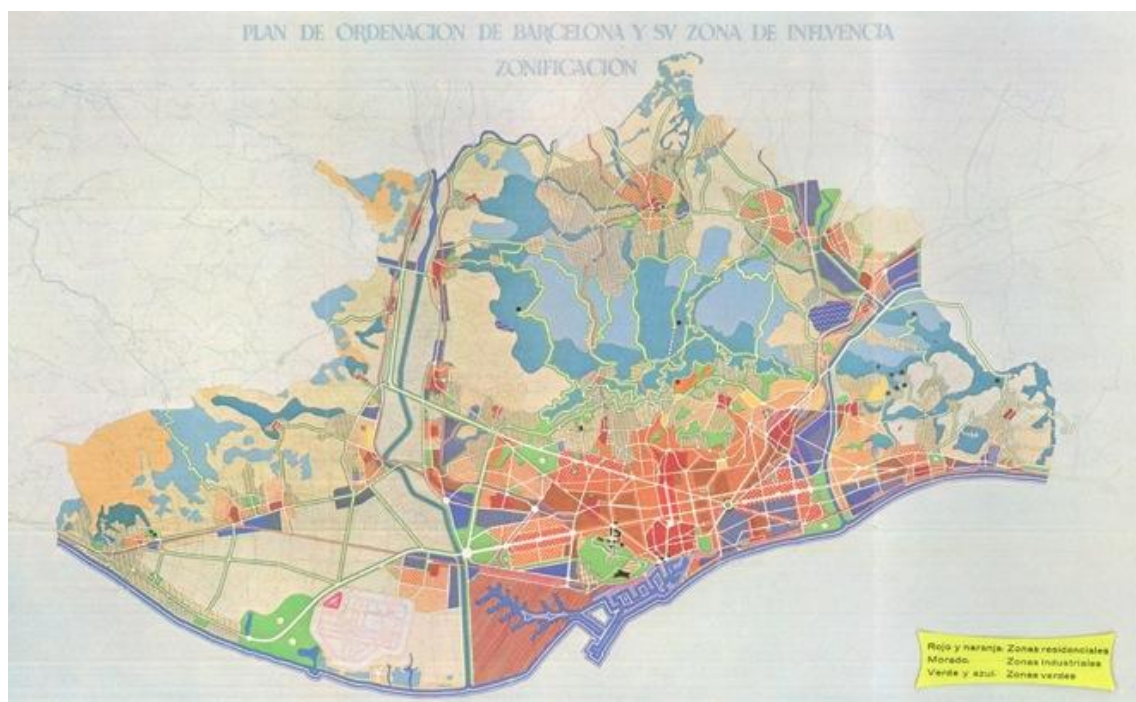 PLAN DE ORDENACION DE BARCELONA Y SV ZONA DE INFLVENCIA
ZONIFICACION
Rojo y naranja: Zonas residenciales
Morado. Zonas industriales
Verde y azul. Zonas verdes